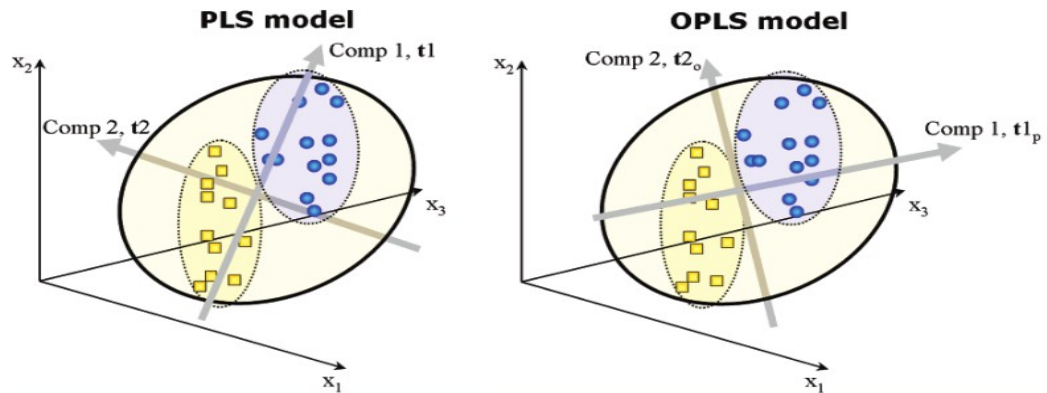 PLS model
Comp 1, t1
x2
Comp 2, t2
x3
x1
OPLS model
Comp 2, t2o
x2
Comp 1, t1p
x3
x1